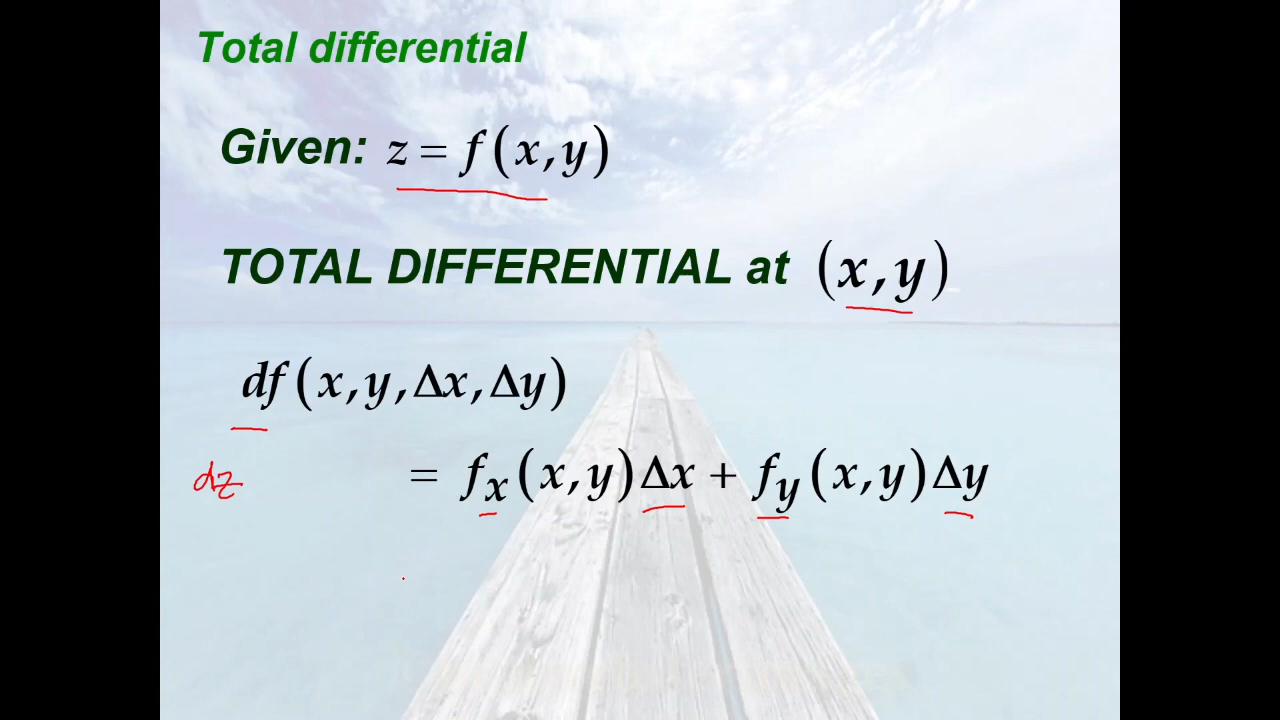 Total differential
Given: z = f(x,y)
TOTAL DIFFERENTIAL at (x,y)
df(x,y,Δx,Δy)
dz = f_x(x,y)Δx + f_y(x,y)Δy